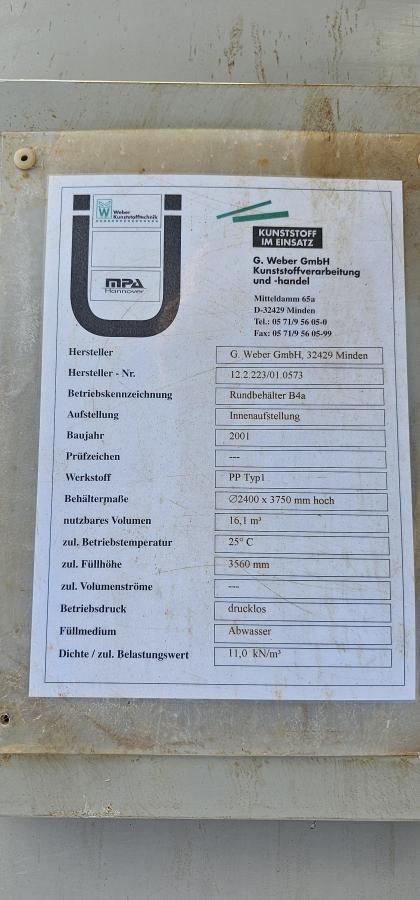 W Weber
Kunststofftechnik
MPA
Hannover
KUNSTSTOFF
IM EINSATZ
G. Weber GmbH
Kunststoffverarbeitung
und -handel
Mitteldamm 65a
D-32429 Minden
Tel.: 05 71/9 56 05-0
Fax: 05 71/9 56 05-99
Hersteller G. Weber GmbH, 32429 Minden
Hersteller - Nr. 12.2.223/01.0573
Betriebskennzeichnung Rundbehälter B4a
Aufstellung Innenaufstellung
Baujahr 2001
Prüfzeichen ---
Werkstoff PP Typ1
Behältermaße ∅2400 x 3750 mm hoch
nutzbares Volumen 16,1 m³
zul. Betriebstemperatur 25° C
zul. Füllhöhe 3560 mm
zul. Volumenströme ---
Betriebsdruck drucklos
Füllmedium Abwasser
Dichte / zul. Belastungswert 11,0 kN/m³